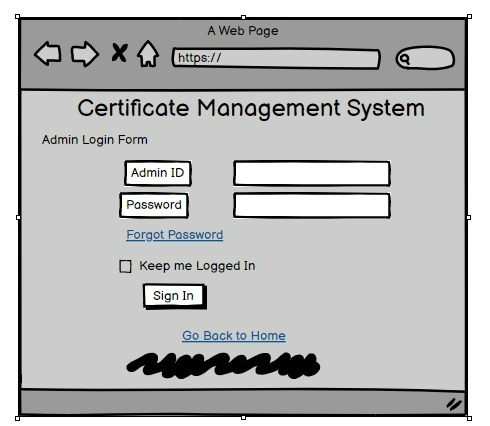 A Web Page
https://
Certificate Management System
Admin Login Form
Admin ID
Password
Forgot Password
Keep me Logged In
Sign In
Go Back to Home